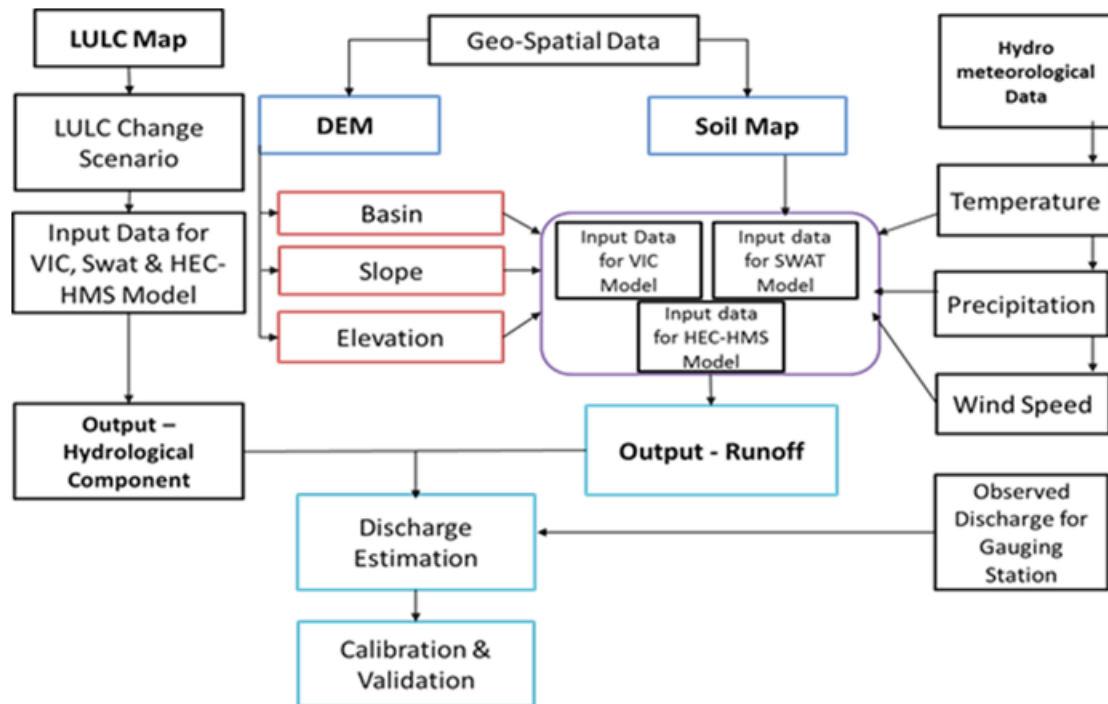 LULC Map
Geo-Spatial Data
Hydro
meteorological
Data
LULC Change
Scenario
DEM
Soil Map
Temperature
Basin
Input Data for
VIC, Swat & HEC-
HMS Model
Slope
Elevation
Input Data
for VIC
Model
Input data
for SWAT
Model
Input data
for HEC-HMS
Model
Precipitation
Wind Speed
Output –
Hydrological
Component
Output - Runoff
Observed
Discharge for
Gauging
Station
Discharge
Estimation
Calibration &
Validation